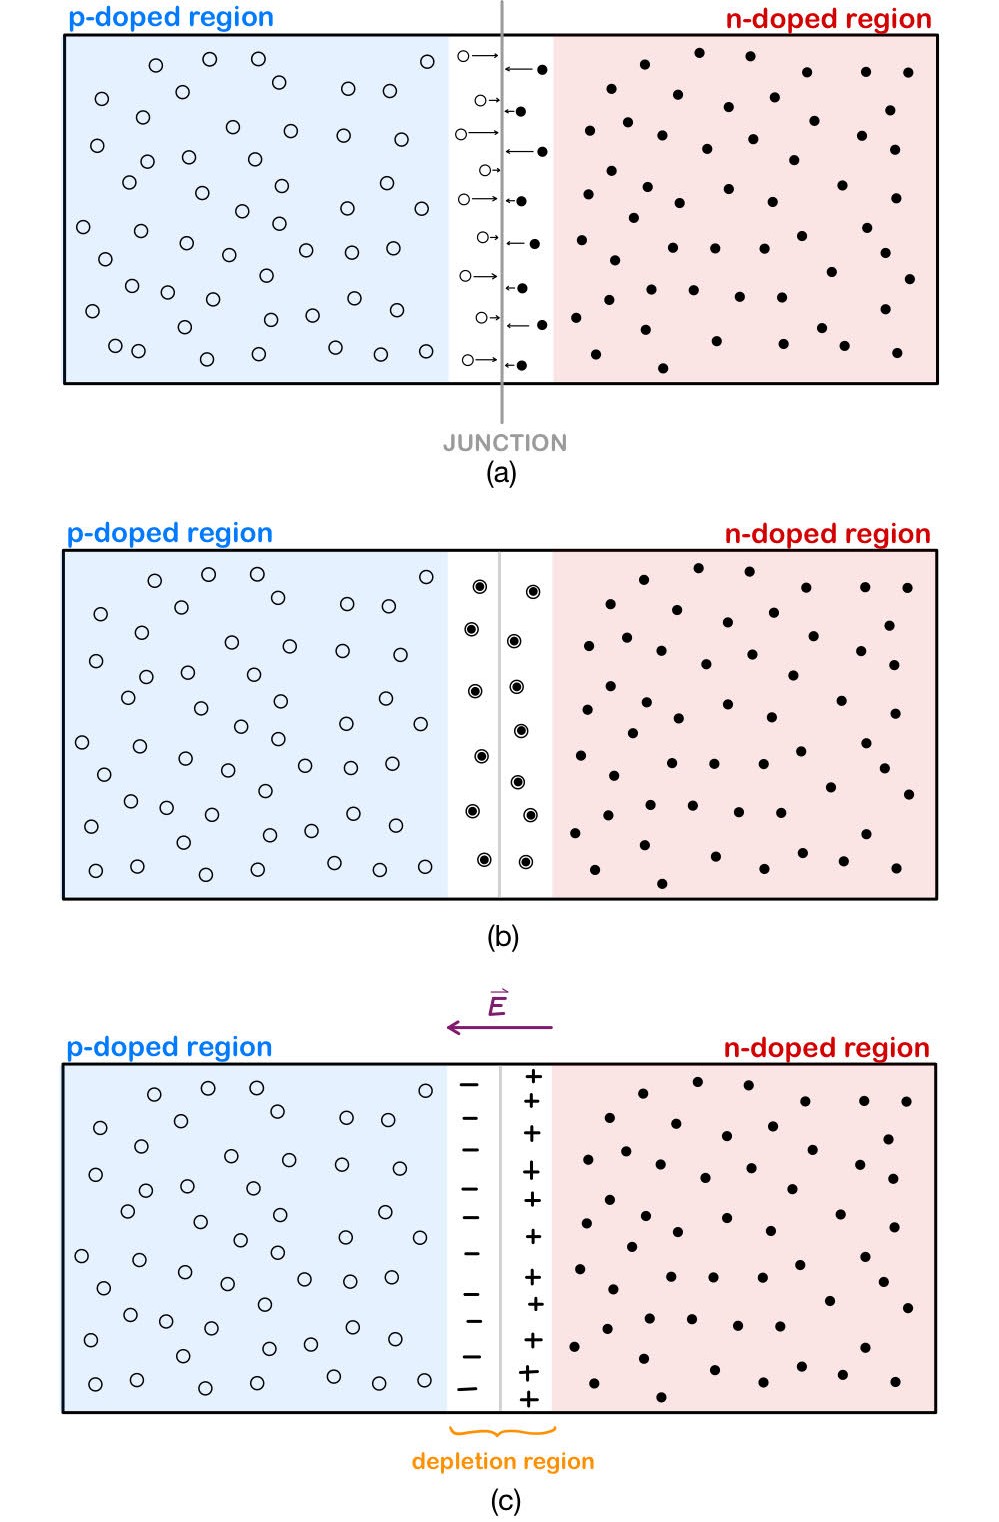 p-doped region
n-doped region
JUNCTION
(a)
p-doped region
n-doped region
(b)
E
p-doped region
n-doped region
depletion region
(c)